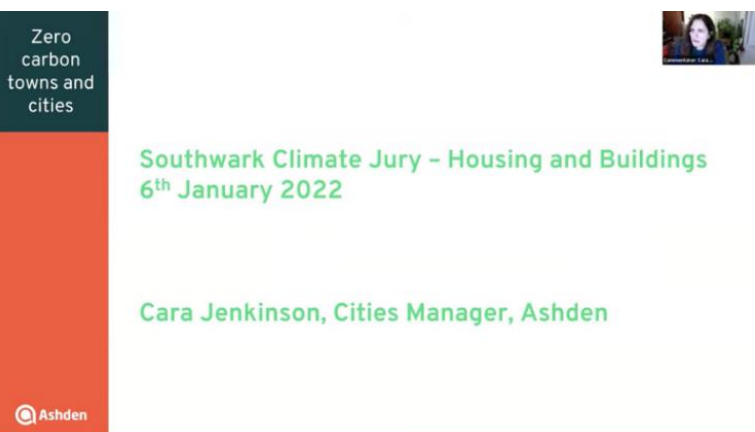 Zero
carbon
towns and
cities
Southwark Climate Jury – Housing and Buildings
6th January 2022
Cara Jenkinson, Cities Manager, Ashden
Ashden